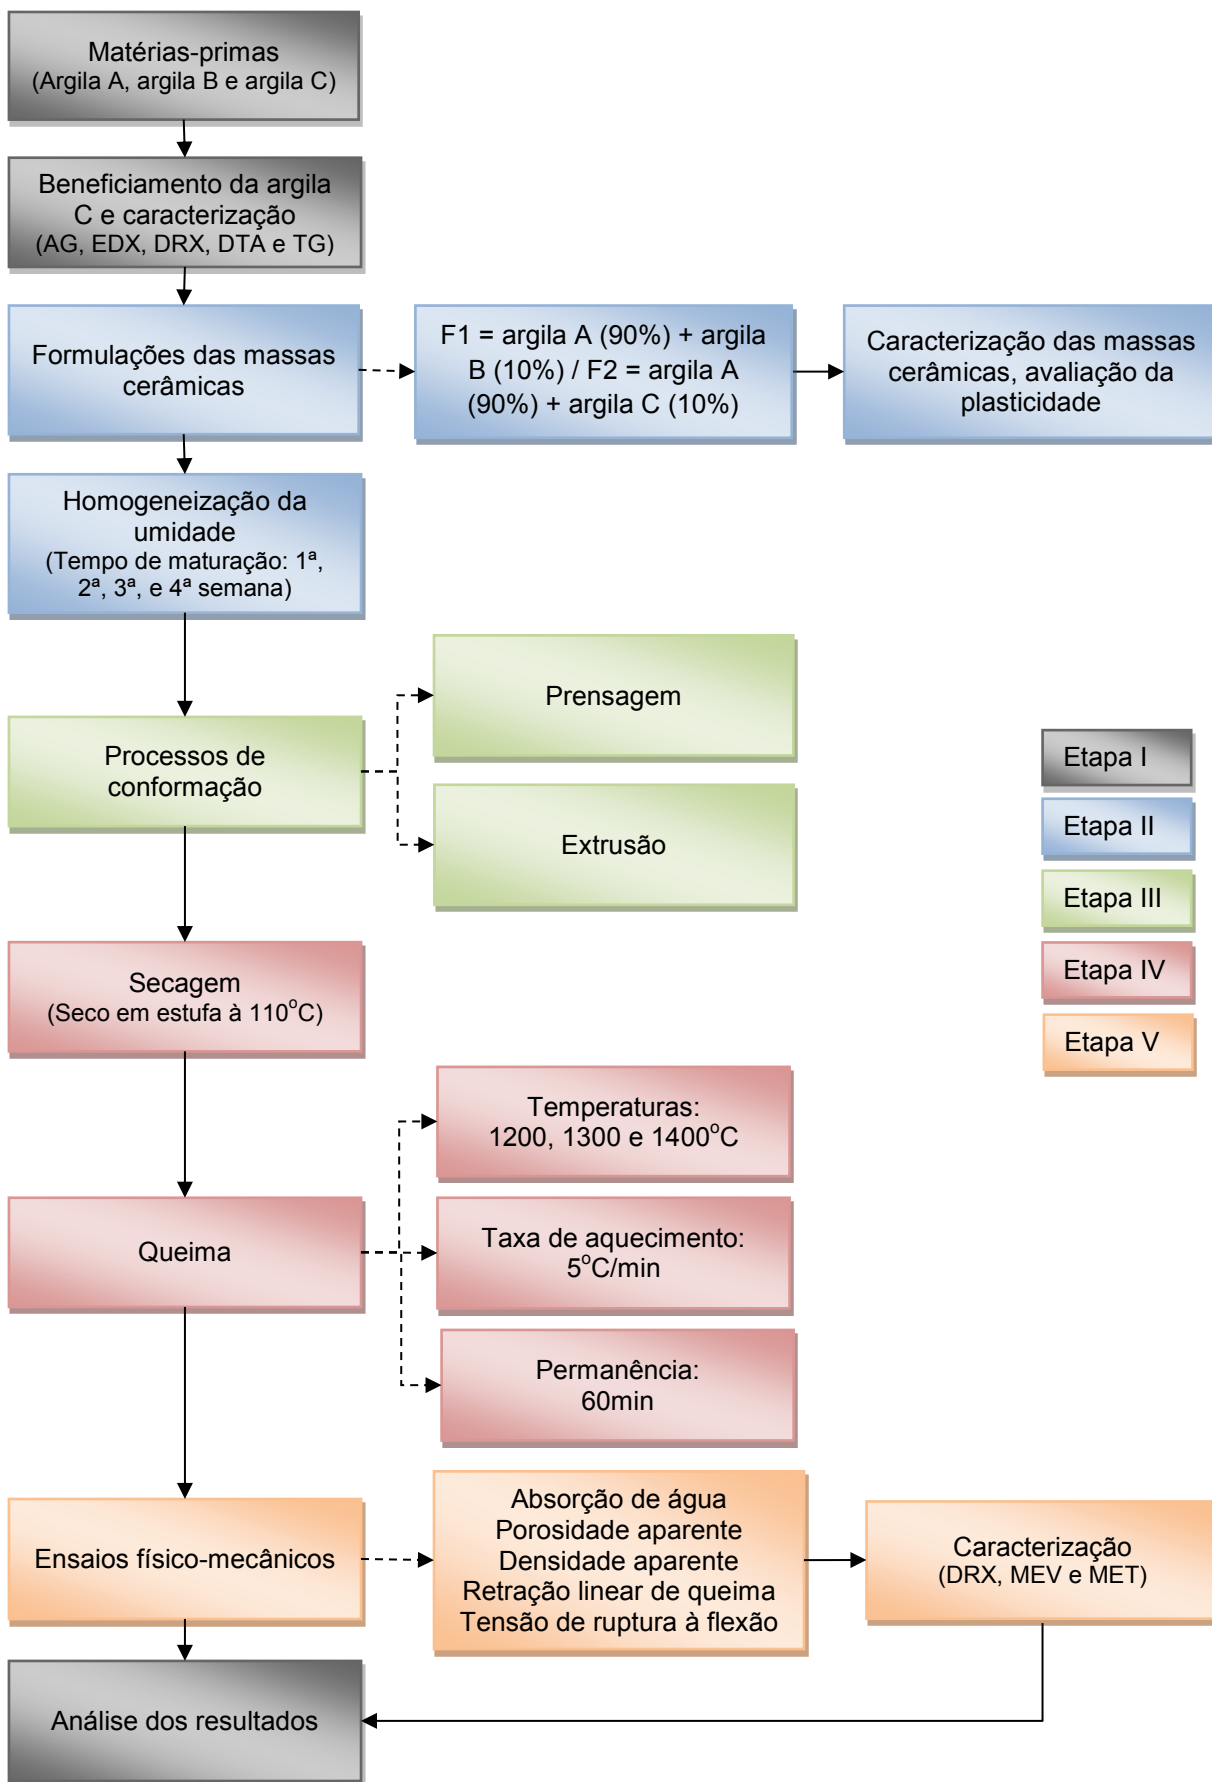 Matérias-primas
(Argila A, argila B e argila C)
Beneficiamento da argila
C e caracterização
(AG, EDX, DRX, DTA e TG)
Formulações das massas
cerâmicas
F1 = argila A (90%) + argila
B (10%) / F2 = argila A
(90%) + argila C (10%)
Caracterização das massas
cerâmicas, avaliação da
plasticidade
Homogeneização da
umidade
(Tempo de maturação: 1ª,
2ª, 3ª, e 4ª semana)
Processos de
conformação
Prensagem
Extrusão
Etapa I
Etapa II
Etapa III
Etapa IV
Etapa V
Secagem
(Seco em estufa à 110°C)
Queima
Temperaturas:
1200, 1300 e 1400°C
Taxa de aquecimento:
5°C/min
Permanência:
60min
Ensaios físico-mecânicos
Absorção de água
Porosidade aparente
Densidade aparente
Retração linear de queima
Tensão de ruptura à flexão
Caracterização
(DRX, MEV e MET)
Análise dos resultados